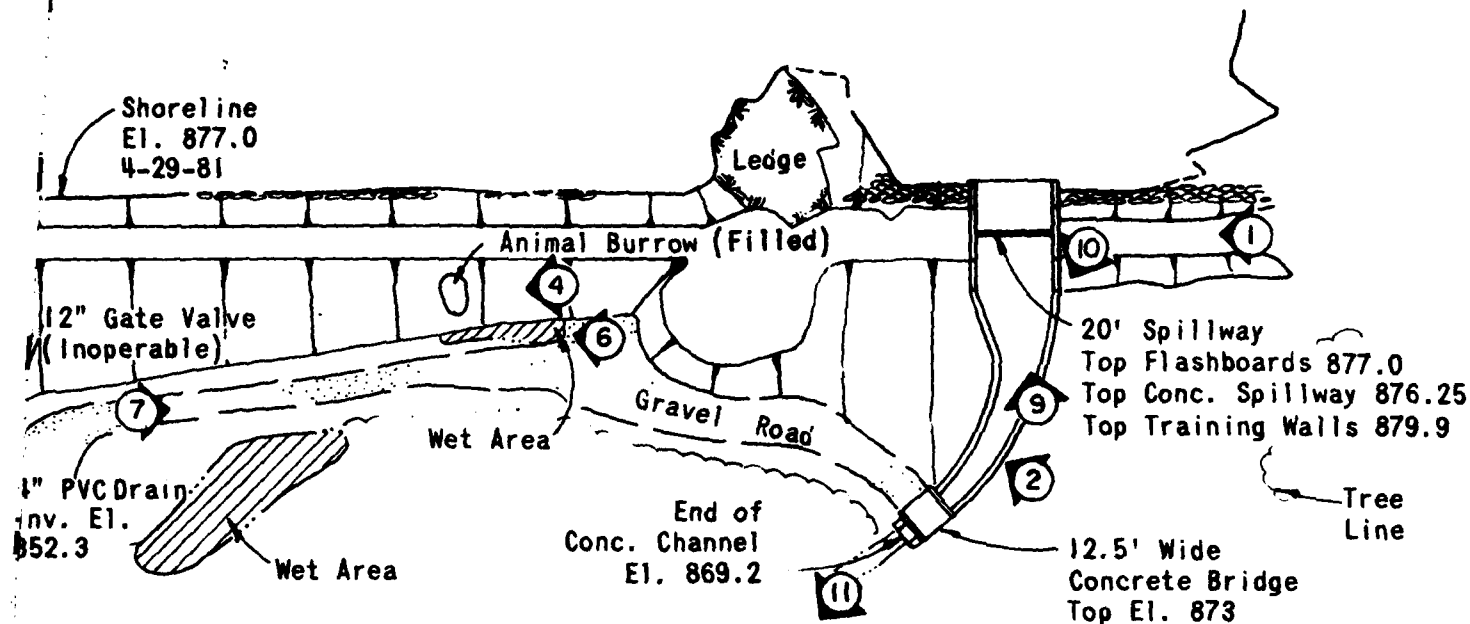 Shoreline
El. 877.0
4-29-81
Ledge
Animal Burrow (Filled)
1
10
4
6
12" Gate Valve
(Inoperable)
20' Spillway
Top Flashboards 877.0
Top Conc. Spillway 876.25
Top Training Walls 879.9
7
9
Gravel Road
Wet Area
2
" PVC Drain
nv. El.
852.3
End of
Conc. Channel
El. 869.2
Tree
Line
Wet Area
11
12.5' Wide
Concrete Bridge
Top El. 873